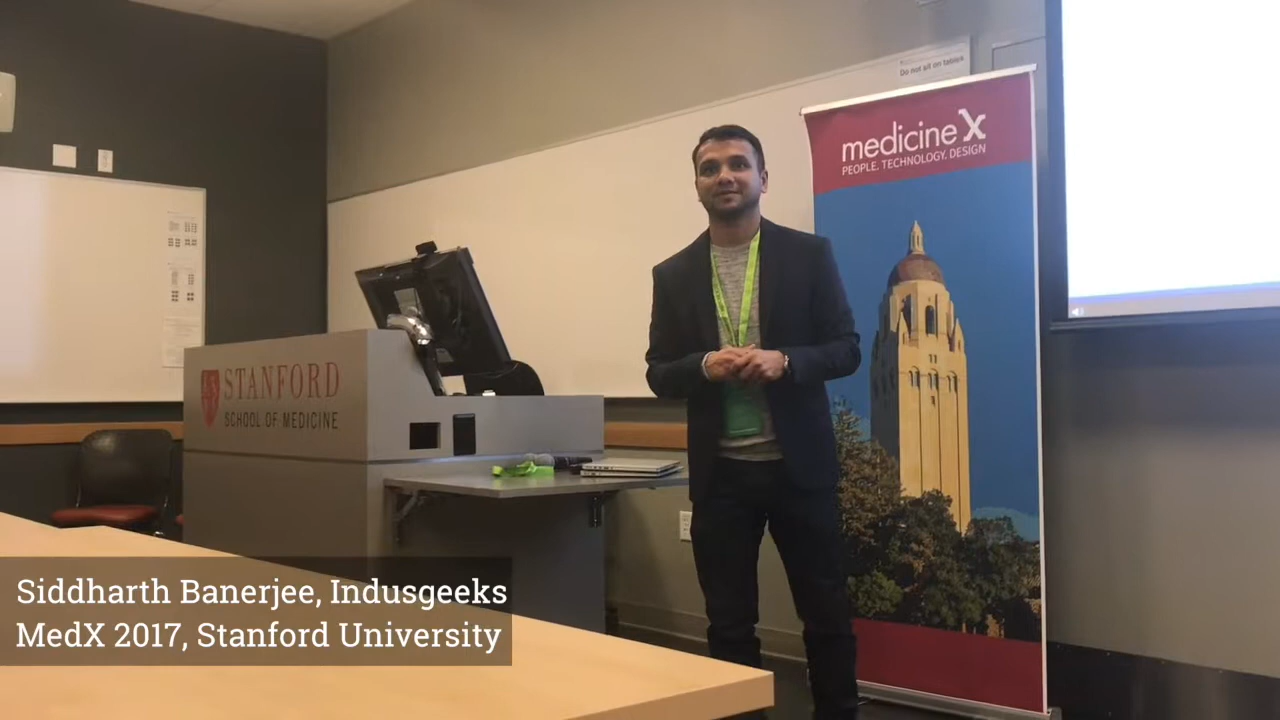 Do not sit on tables
medicine X
PEOPLE. TECHNOLOGY. DESIGN
STANFORD
SCHOOL OF MEDICINE
Siddharth Banerjee, Indusgeeks
MedX 2017, Stanford University